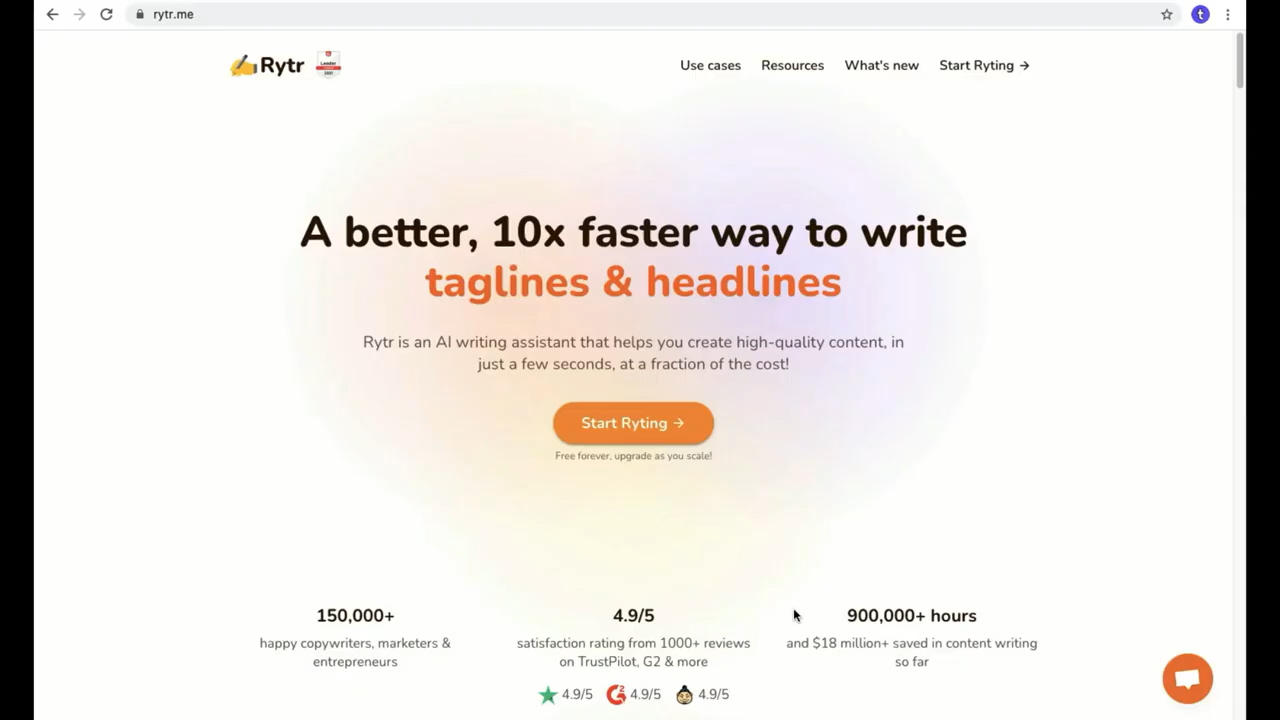 rytr.me
t
Rytr
Leader
2021
Use cases
Resources
What's new
Start Ryting →
A better, 10x faster way to write
taglines & headlines
Rytr is an AI writing assistant that helps you create high-quality content, in
just a few seconds, at a fraction of the cost!
Start Ryting →
Free forever, upgrade as you scale!
150,000+
happy copywriters, marketers &
entrepreneurs
4.9/5
satisfaction rating from 1000+ reviews
on TrustPilot, G2 & more
4.9/5
4.9/5
4.9/5
900,000+ hours
and $18 million+ saved in content writing
so far